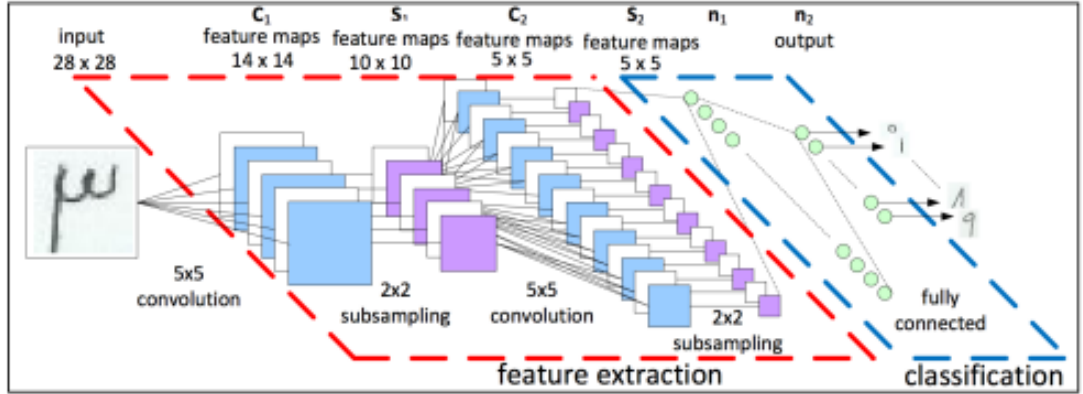 input
28 x 28
C₁
feature maps
14 x 14
S₁
feature maps
10 x 10
C₂
feature maps
5 x 5
S₂
feature maps
5 x 5
n₁
n₂
output
5x5
convolution
2x2
subsampling
5x5
convolution
2x2
subsampling
fully
connected
feature extraction
classification